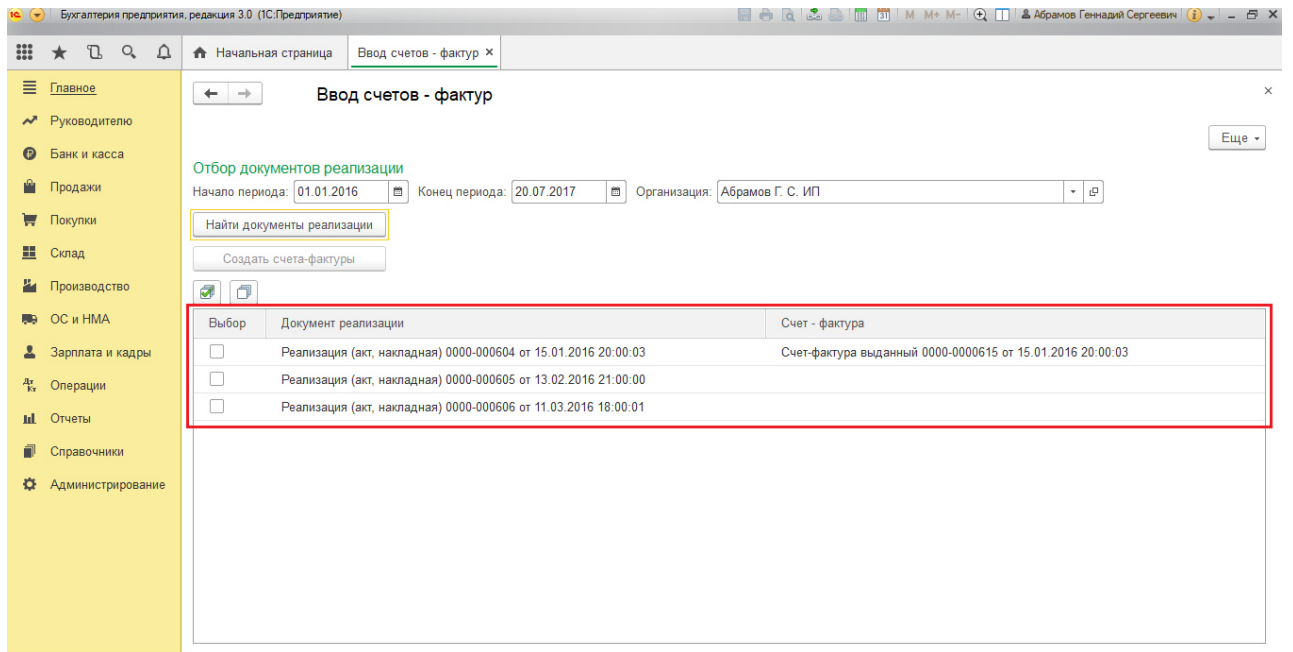 Бухгалтерия предприятия, редакция 3.0 (1С:Предприятие) M M+ M- Абрамов Геннадий Сергеевич
Начальная страница Ввод счетов - фактур ×
Главное
Руководителю
Банк и касса
Продажи
Покупки
Склад
Производство
ОС и НМА
Зарплата и кадры
Операции
Отчеты
Справочники
Администрирование
Ввод счетов - фактур
Еще
Отбор документов реализации
Начало периода: 01.01.2016 Конец периода: 20.07.2017 Организация: Абрамов Г. С. ИП
Найти документы реализации
Создать счета-фактуры
Выбор Документ реализации Счет - фактура
Реализация (акт, накладная) 0000-000604 от 15.01.2016 20:00:03 Счет-фактура выданный 0000-0000615 от 15.01.2016 20:00:03
Реализация (акт, накладная) 0000-000605 от 13.02.2016 21:00:00
Реализация (акт, накладная) 0000-000606 от 11.03.2016 18:00:01